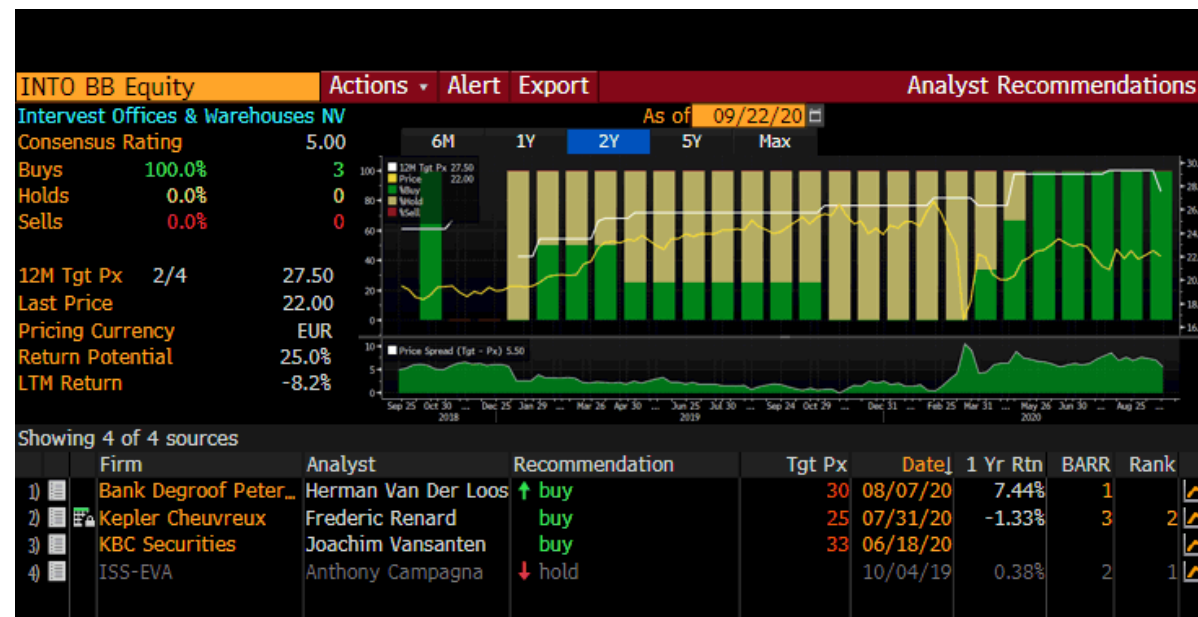 INTO BB Equity Actions Alert Export Analyst Recommendations
Intervest Offices & Warehouses NV As of 09/22/20
Consensus Rating 5.00 6M 1Y 2Y 5Y Max
Buys 100.0% 3
Holds 0.0% 0
Sells 0.0% 0
12M Tgt Px 2/4 27.50
Last Price 22.00
Pricing Currency EUR
Return Potential 25.0%
LTM Return -8.2%
12M Tgt Px 27.50
Price 22.00
%Buy
%Hold
%Sell
100
80
60
40
20
0
Price Spread (Tgt - Px) 5.50
10
5
0
Sep 25 Oct 30 ... Dec 25 Jan 29 ... Mar 26 Apr 30 ... Jun 25 Jul 30 ... Sep 24 Oct 29 ... Dec 31 ... Feb 25 Mar 31 ... May 26 Jun 30 ... Aug 25 ...
2018 2019 2020
Showing 4 of 4 sources
Firm Analyst Recommendation Tgt Px Date↓ 1 Yr Rtn BARR Rank
1) Bank Degroof Peter... Herman Van Der Loos ↑ buy 30 08/07/20 7.44% 1
2) Kepler Cheuvreux Frederic Renard buy 25 07/31/20 -1.33% 3 2
3) KBC Securities Joachim Vansanten buy 33 06/18/20
4) ISS-EVA Anthony Campagna ↓ hold 10/04/19 0.38% 2 1